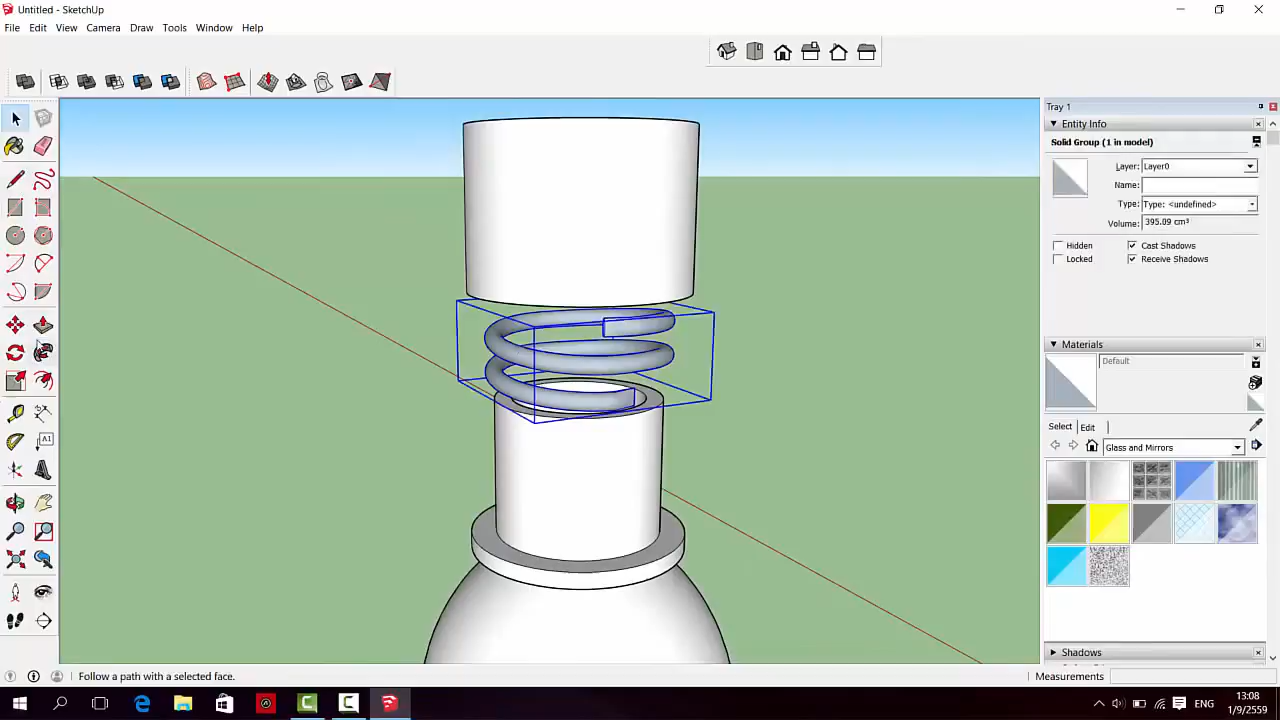 Untitled - SketchUp
File Edit View Camera Draw Tools Window Help
Tray 1
Entity Info
Solid Group (1 in model)
Layer: Layer0
Name:
Type: Type: <undefined>
Volume: 395.09 cm³
Hidden Cast Shadows
Locked Receive Shadows
Materials
Default
Select Edit
Glass and Mirrors
A1
Shadows
Follow a path with a selected face.
Measurements
13:08
ENG
1/9/2559